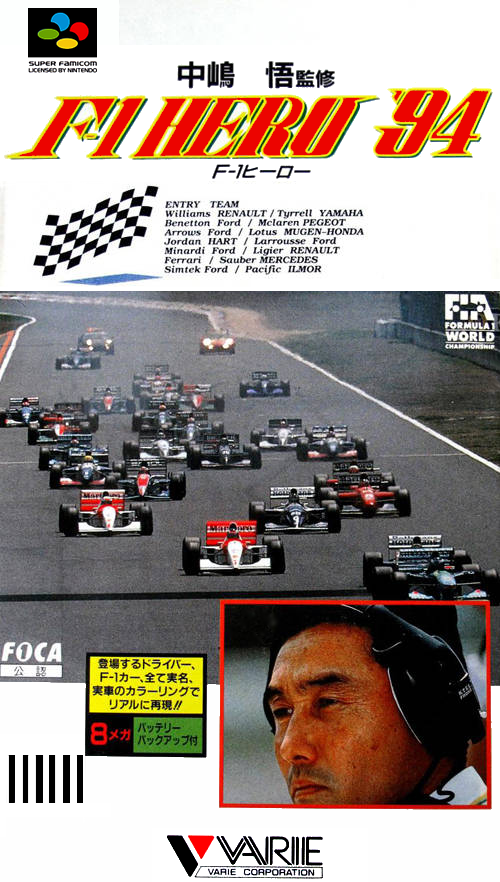 SUPER FAMICOM
LICENSED BY NINTENDO
中嶋 悟監修
F-1 HERO '94
F-1ヒーロー
ENTRY TEAM
Williams RENAULT / Tyrrell YAMAHA
Benetton Ford / Mclaren PEGEOT
Arrows Ford / Lotus MUGEN-HONDA
Jordan HART / Larrousse Ford
Minardi Ford / Ligier RENAULT
Ferrari / Sauber MERCEDES
Simtek Ford / Pacific ILMOR
FIA
FORMULA 1
WORLD
CHAMPIONSHIP
Marlboro
FOCA
公認
登場するドライバー、
F-1カー、全て実名、
実車のカラーリングで
リアルに再現!!
8メガ
バッテリー
バックアップ付
VARIE
VARIE CORPORATION